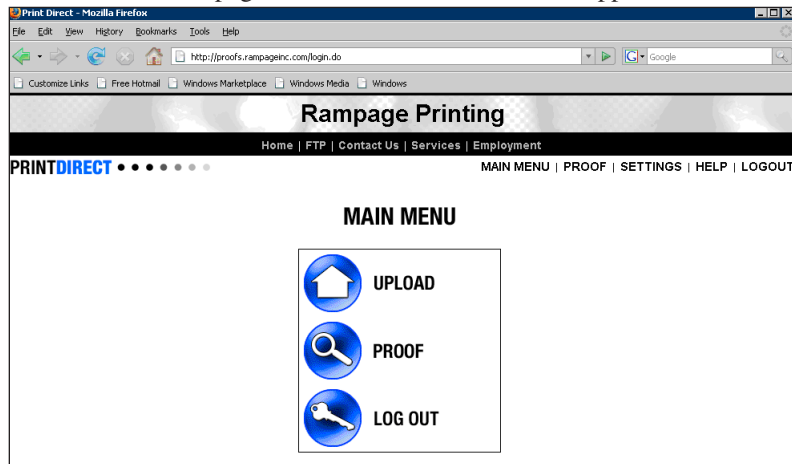 Print Direct - Mozilla Firefox
File Edit View History Bookmarks Tools Help
http://proofs.rampageinc.com/login.do
G Google
Customize Links Free Hotmail Windows Marketplace Windows Media Windows
Rampage Printing
Home | FTP | Contact Us | Services | Employment
PRINTDIRECT MAIN MENU | PROOF | SETTINGS | HELP | LOGOUT
MAIN MENU
UPLOAD
PROOF
LOG OUT